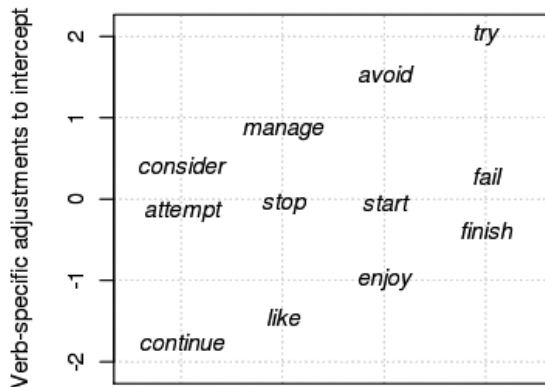 Verb-specific adjustments to intercept
2
1
0
-1
-2
try
avoid
manage
consider
fail
attempt
stop
start
finish
enjoy
like
continue